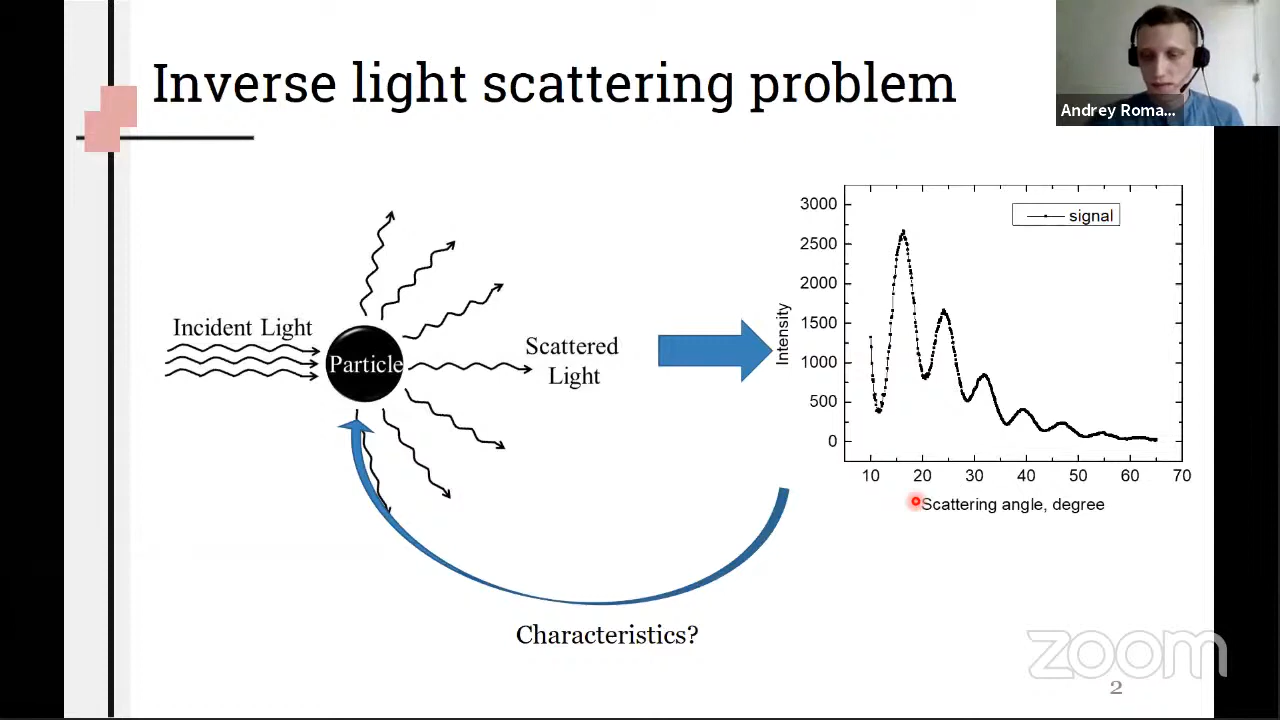 Inverse light scattering problem
Andrey Roma...
Incident Light
Particle
Scattered
Light
signal
3000
2500
2000
1500
1000
500
0
Intensity
10 20 30 40 50 60 70
Scattering angle, degree
Characteristics?
zoom
2